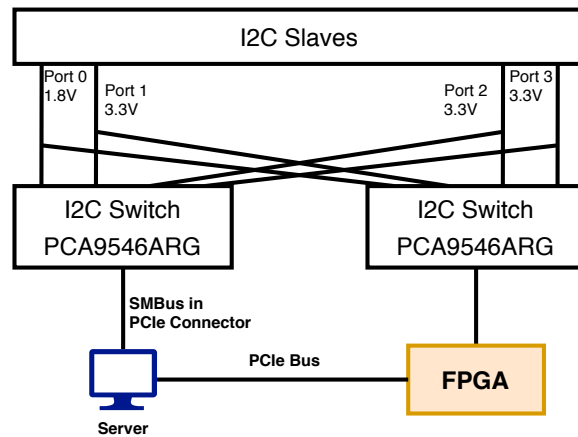 I2C Slaves
Port 0
1.8V
Port 1
3.3V
Port 2
3.3V
Port 3
3.3V
I2C Switch
PCA9546ARG
I2C Switch
PCA9546ARG
SMBus in
PCIe Connector
PCIe Bus
FPGA
Server